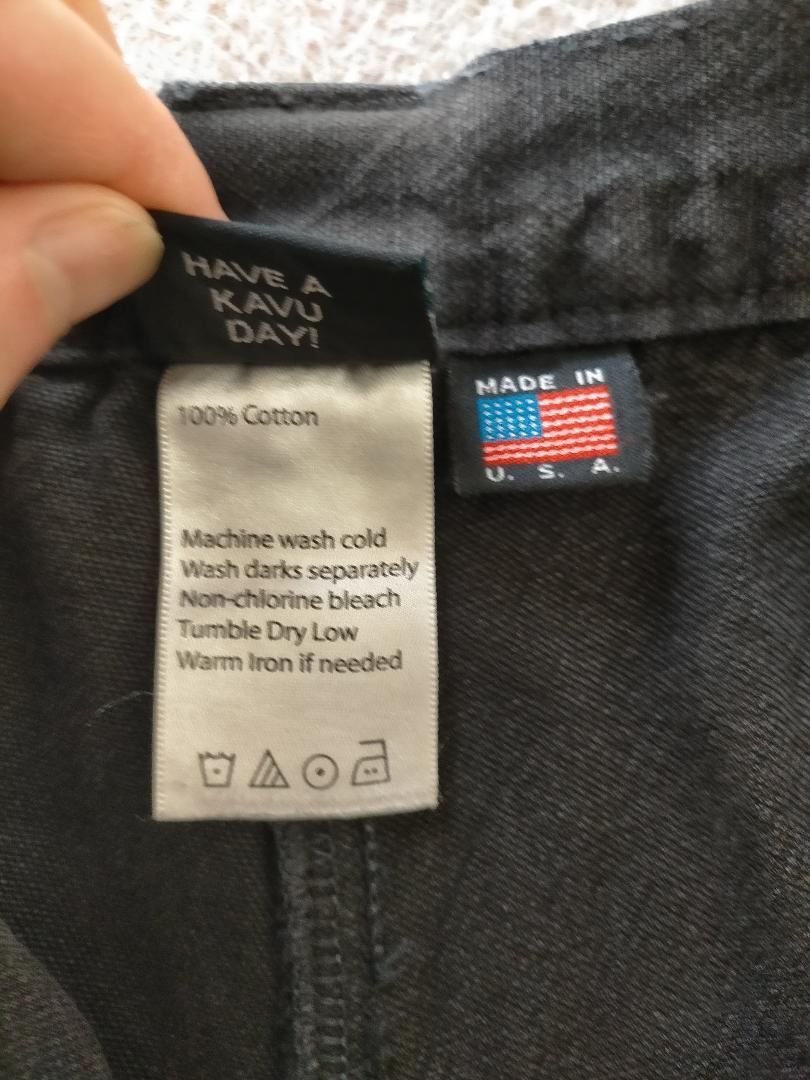 HAVE A
KAVU
DAY!
100% Cotton
Machine wash cold
Wash darks separately
Non-chlorine bleach
Tumble Dry Low
Warm Iron if needed
MADE IN
U. S. A.